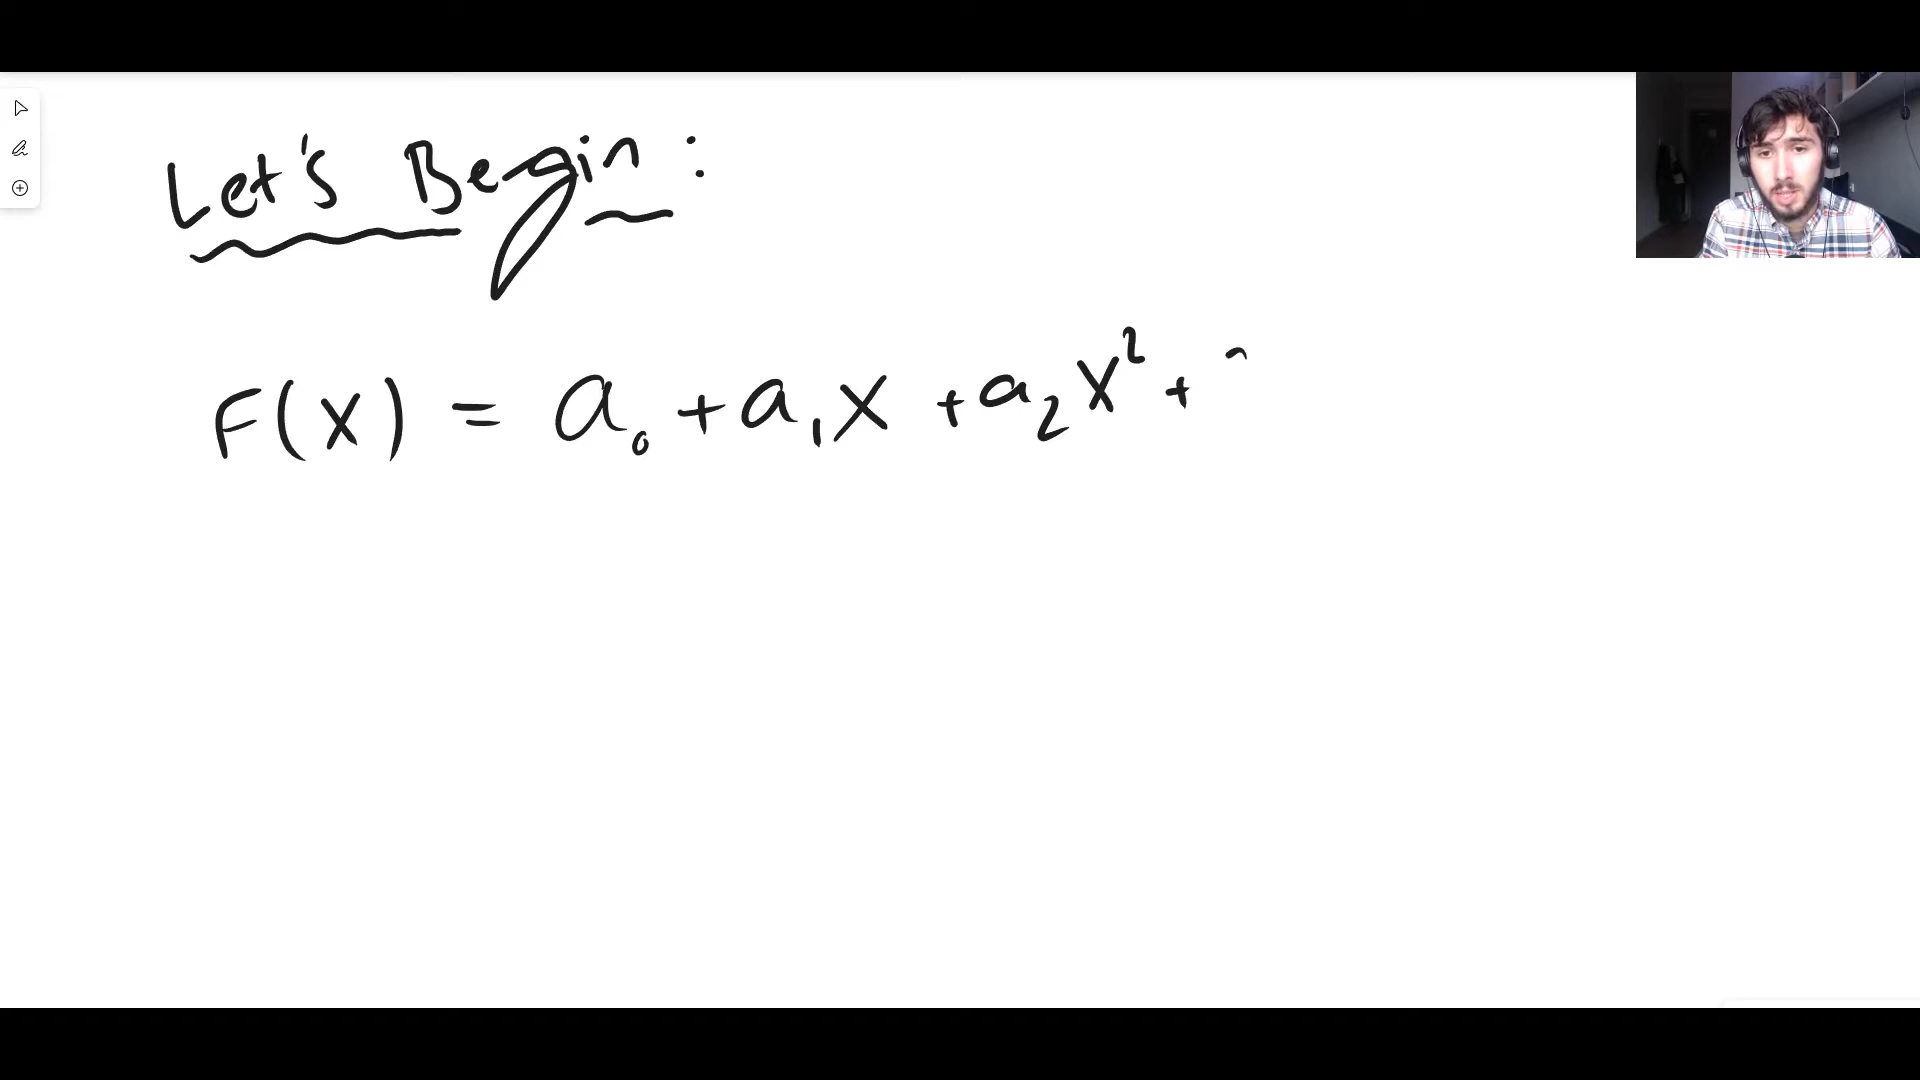 Let's Begin:
F(x) = a₀ + a₁x + a₂x² +